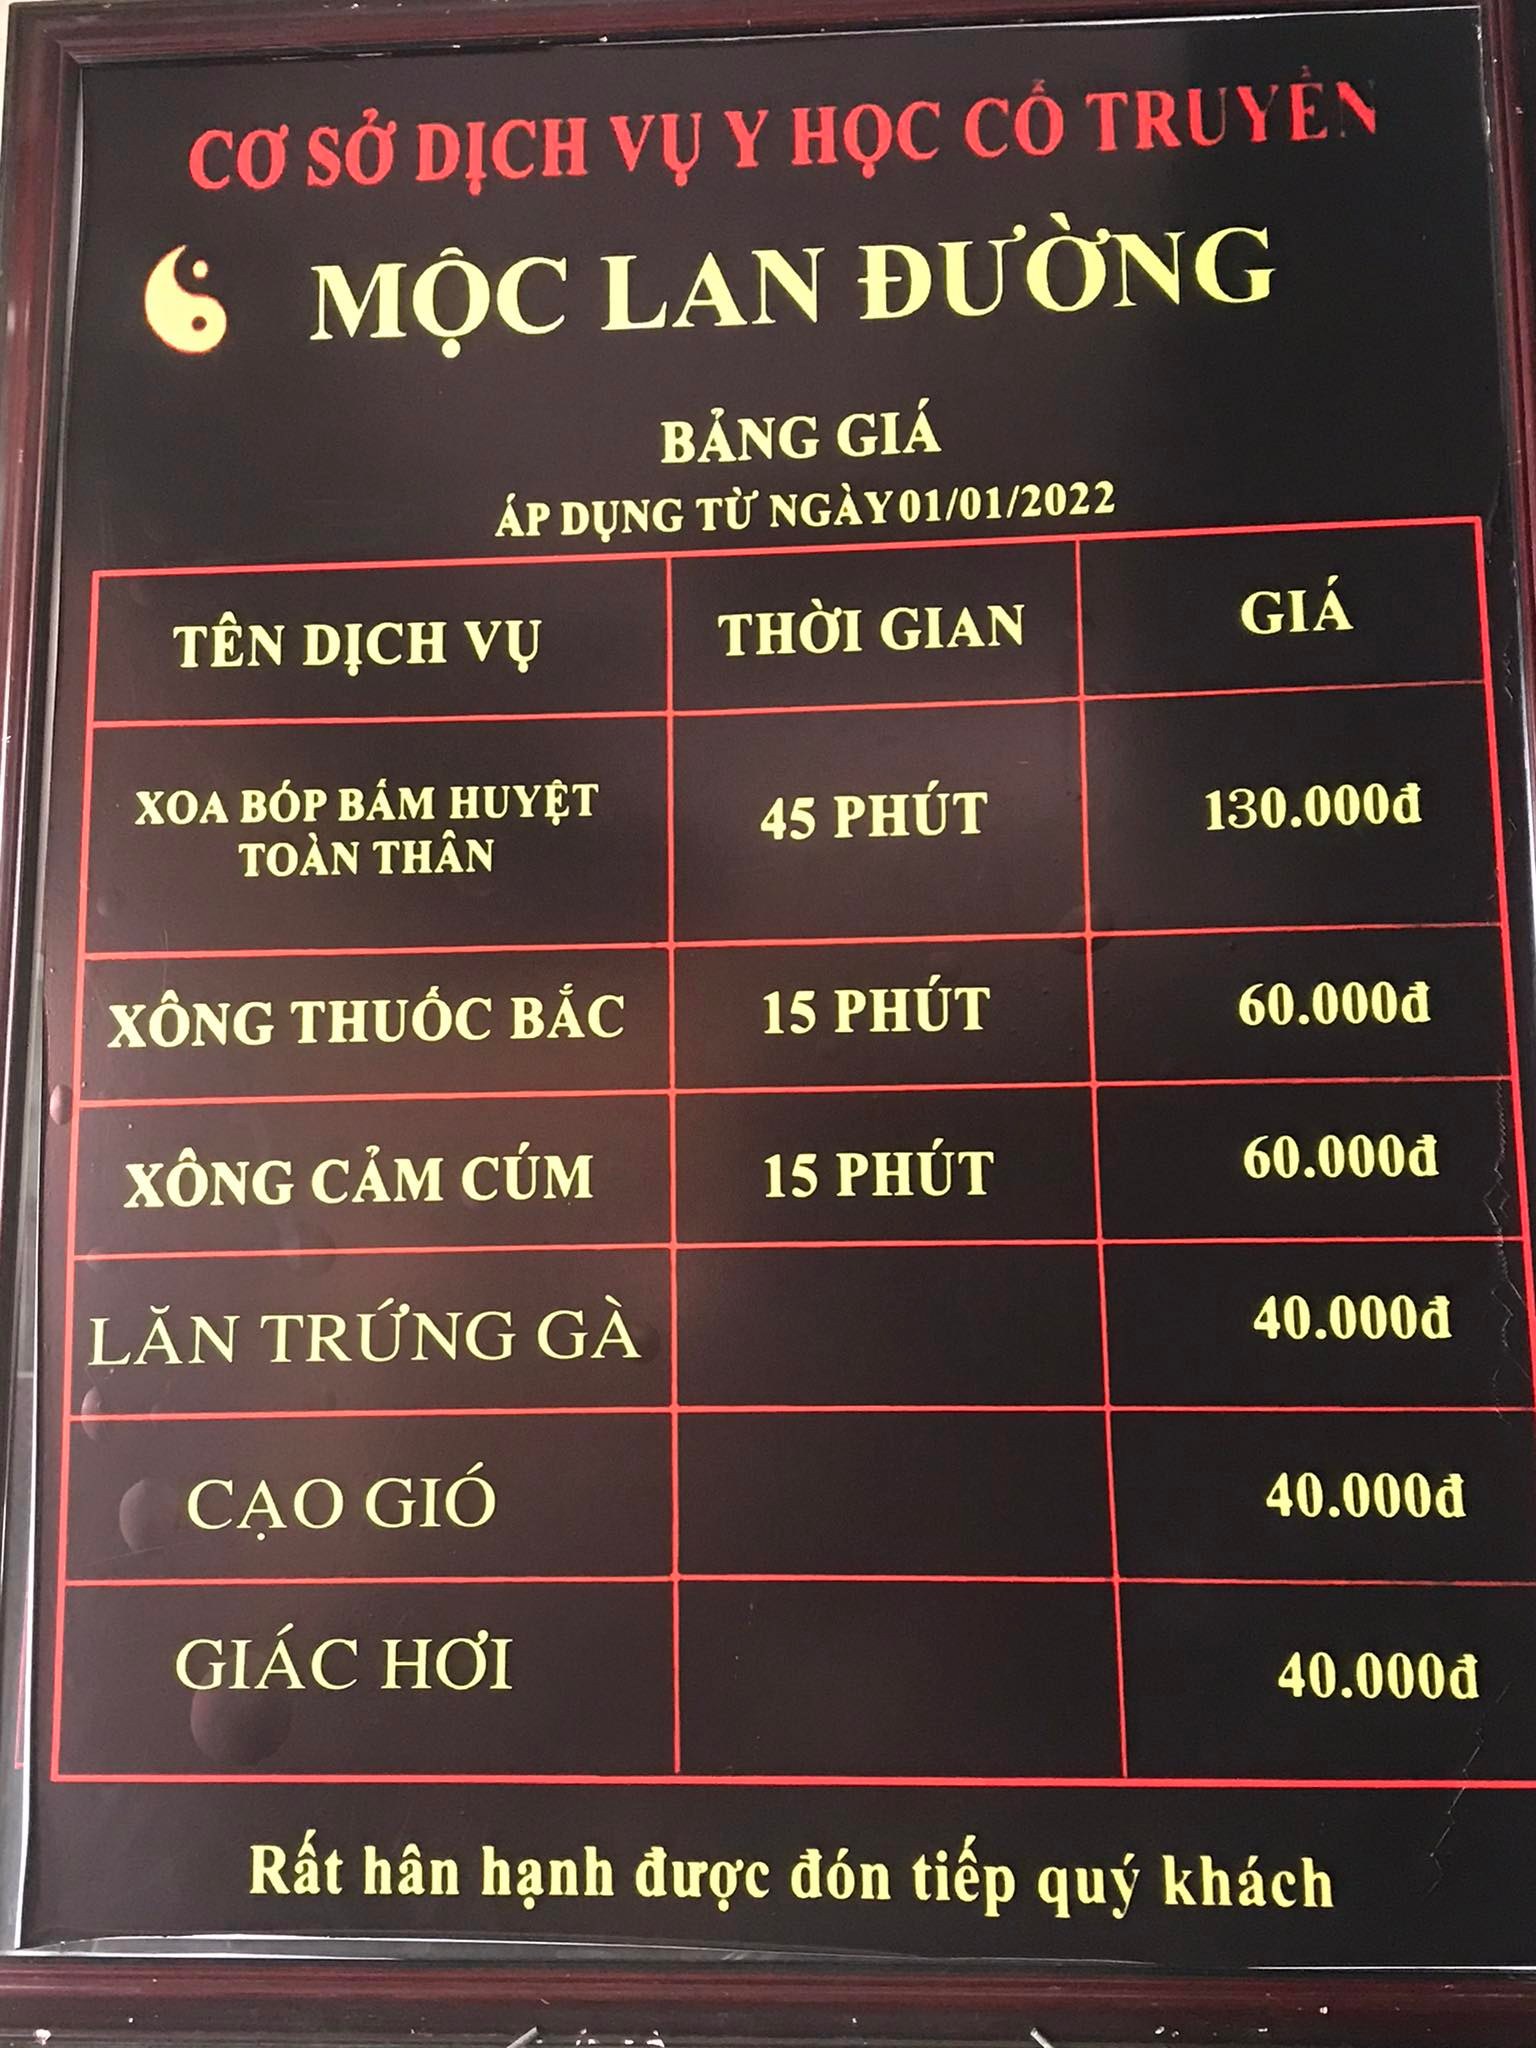 CƠ SỞ DỊCH VỤ Y HỌC CỔ TRUYỀN
MỘC LAN ĐƯỜNG
BẢNG GIÁ
ÁP DỤNG TỪ NGÀY 01/01/2022
TÊN DỊCH VỤ THỜI GIAN GIÁ
XOA BÓP BẤM HUYỆT
TOÀN THÂN 45 PHÚT 130.000đ
XÔNG THUỐC BẮC 15 PHÚT 60.000đ
XÔNG CẢM CÚM 15 PHÚT 60.000đ
LĂN TRỨNG GÀ 40.000đ
CẠO GIÓ 40.000đ
GIÁC HƠI 40.000đ
Rất hân hạnh được đón tiếp quý khách